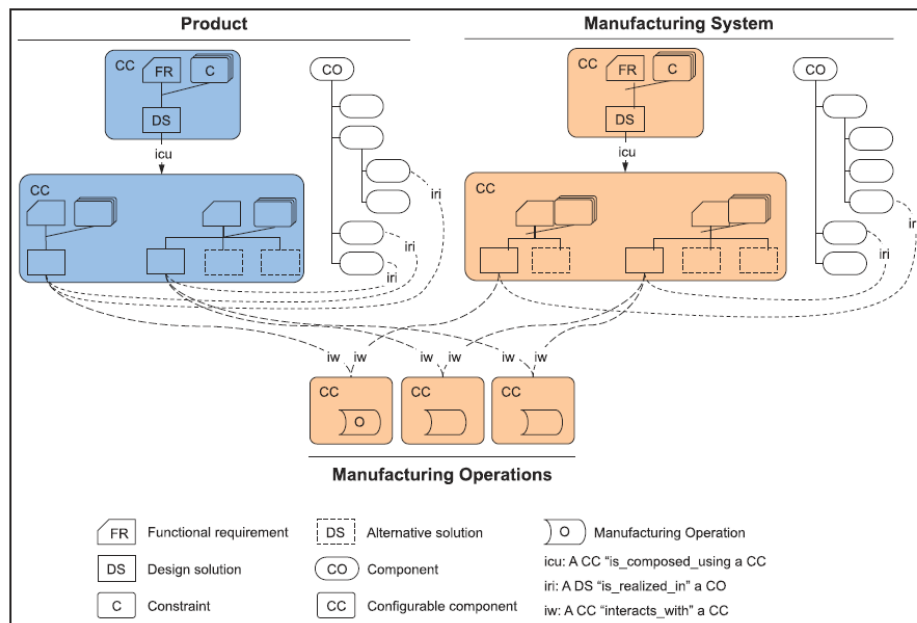 Product
Manufacturing System
CC
FR
C
DS
icu
CO
CC
FR
C
DS
icu
CO
CC
CC
iri
iri
iri
ir
iri
iw
iw
iw
iw
iw
iw
CC
O
CC
CC
Manufacturing Operations
FR Functional requirement
DS Alternative solution
O Manufacturing Operation
DS Design solution
CO Component
icu: A CC “is_composed_using a CC
iri: A DS “is_realized_in” a CO
C Constraint
CC Configurable component
iw: A CC “interacts_with” a CC